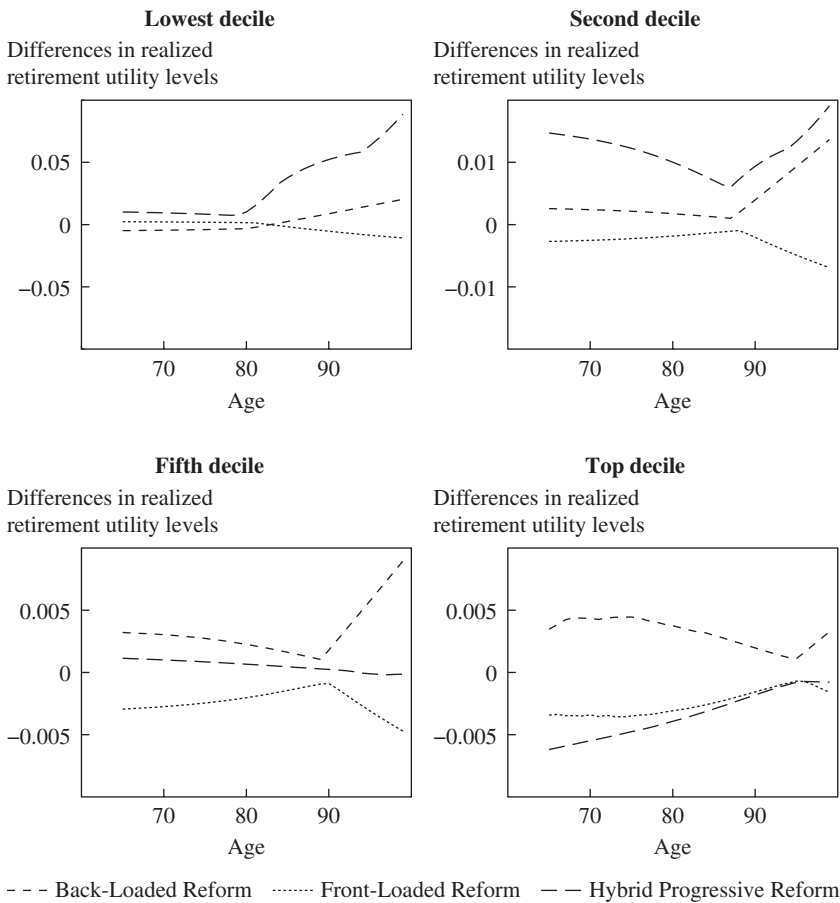 Lowest decile
Differences in realized
retirement utility levels
0.05
0
−0.05
70 80 90
Age
Second decile
Differences in realized
retirement utility levels
0.01
0
−0.01
70 80 90
Age
Fifth decile
Differences in realized
retirement utility levels
0.005
0
−0.005
70 80 90
Age
Top decile
Differences in realized
retirement utility levels
0.005
0
−0.005
70 80 90
Age
Back-Loaded Reform Front-Loaded Reform Hybrid Progressive Reform